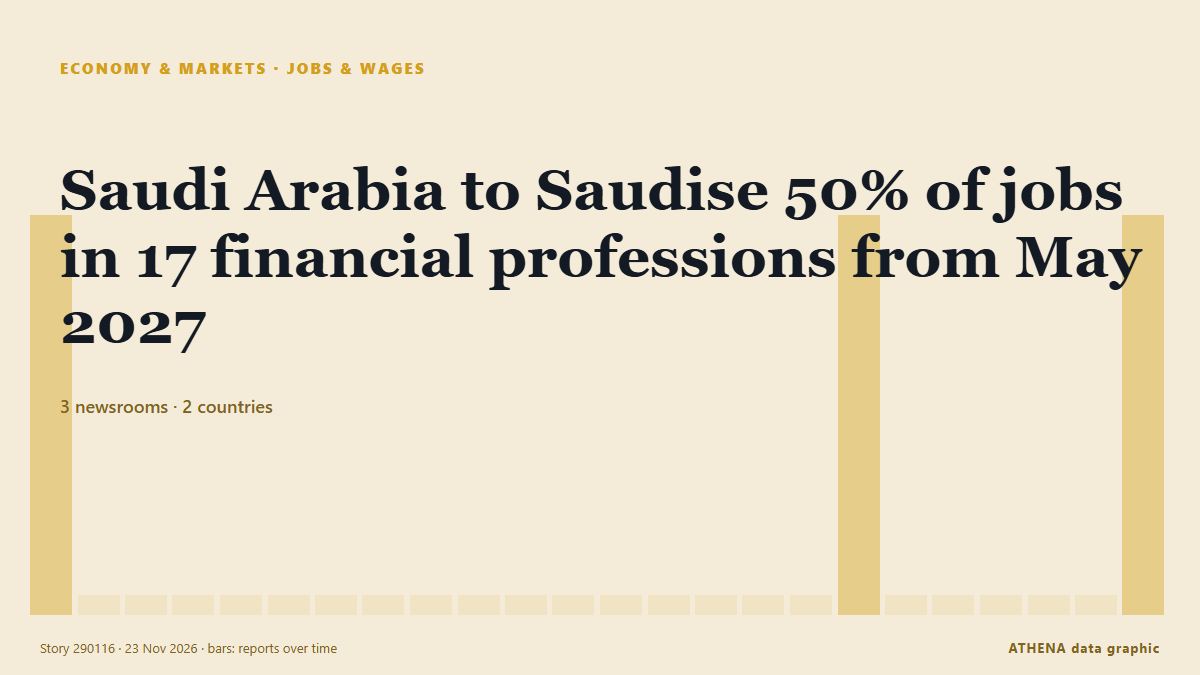 ECONOMY & MARKETS · JOBS & WAGES
Saudi Arabia to Saudise 50% of jobs
in 17 financial professions from May
2027
3 newsrooms · 2 countries
Story 290116 · 23 Nov 2026 · bars: reports over time
ATHENA data graphic